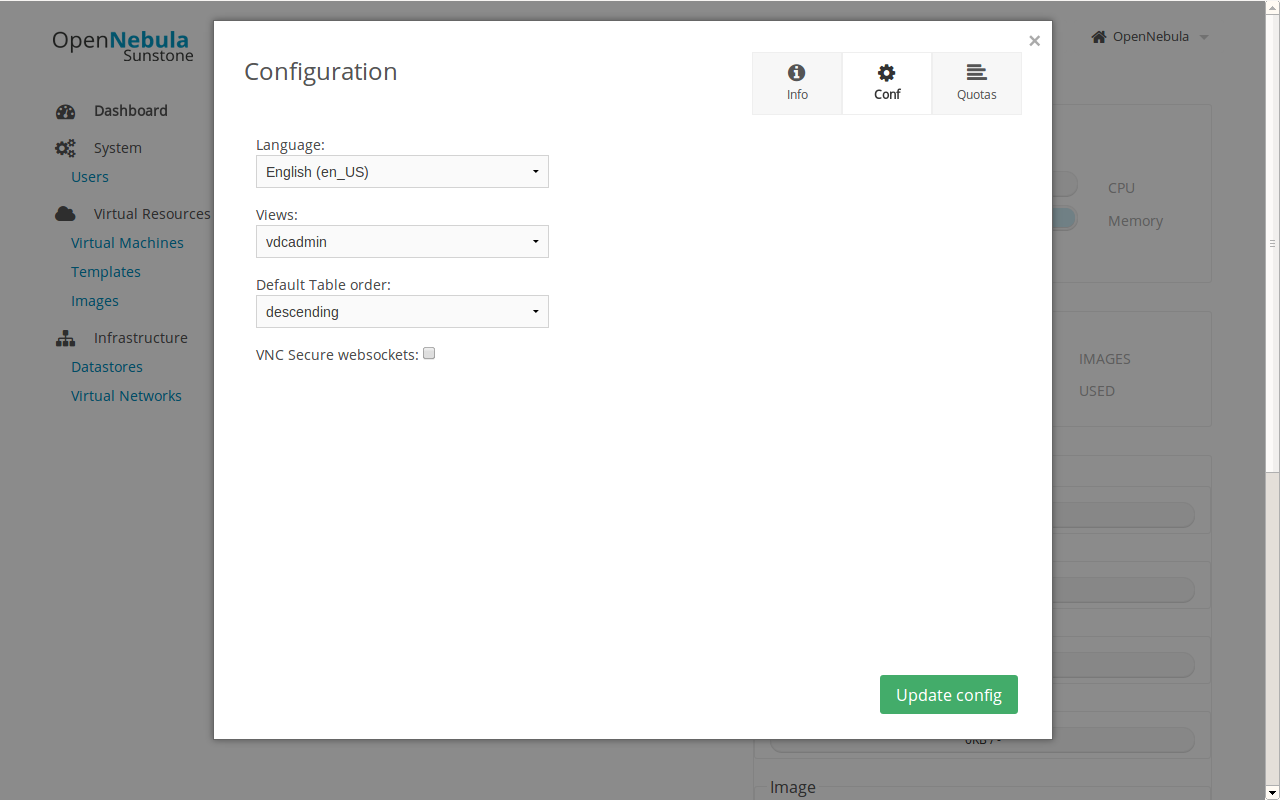 OpenNebula
Sunstone
OpenNebula
Dashboard
System
Users
Virtual Resources
Virtual Machines
Templates
Images
Infrastructure
Datastores
Virtual Networks
Configuration
×
Info
Conf
Quotas
Language:
English (en_US)
Views:
vdcadmin
Default Table order:
descending
VNC Secure websockets:
Update config
CPU
Memory
IMAGES
USED
0KB / -
Image